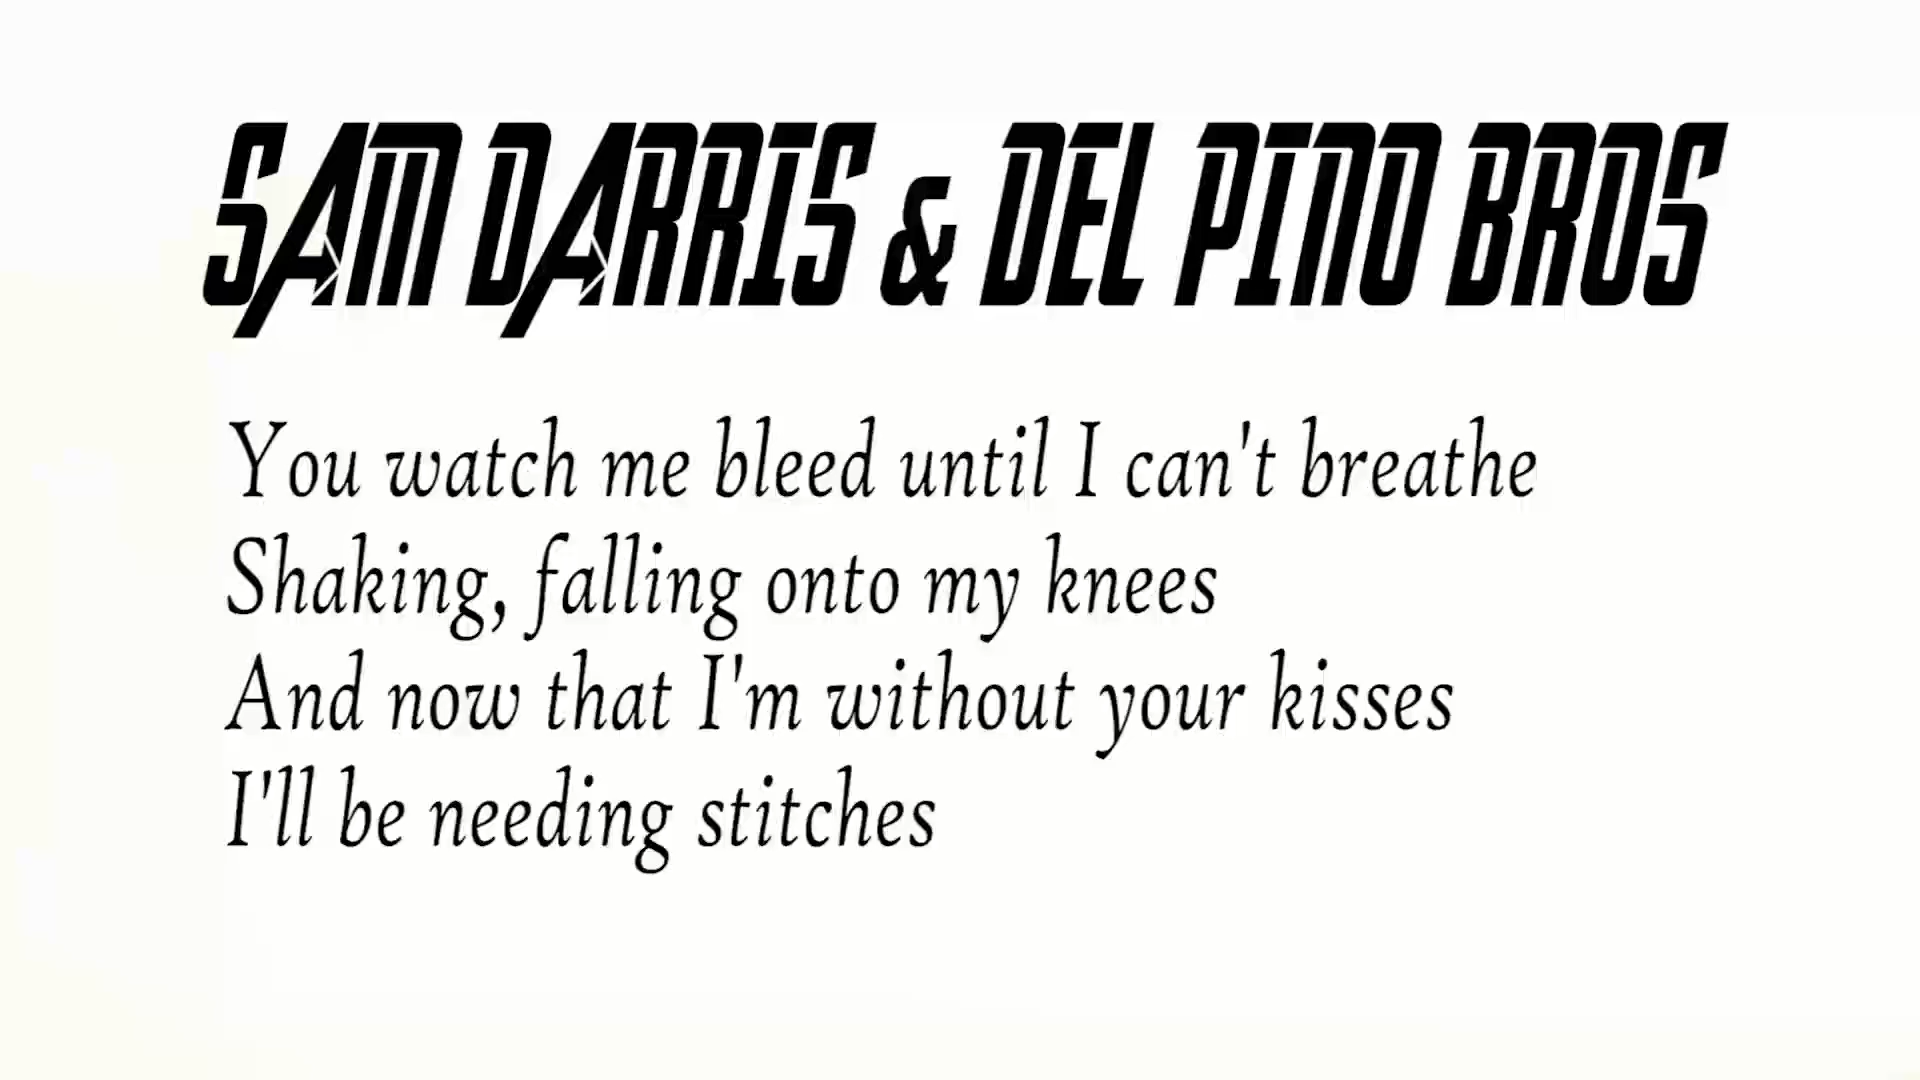 SAM DARRIS & DEL PINO BROS
You watch me bleed until I can't breathe
Shaking, falling onto my knees
And now that I'm without your kisses
I'll be needing stitches